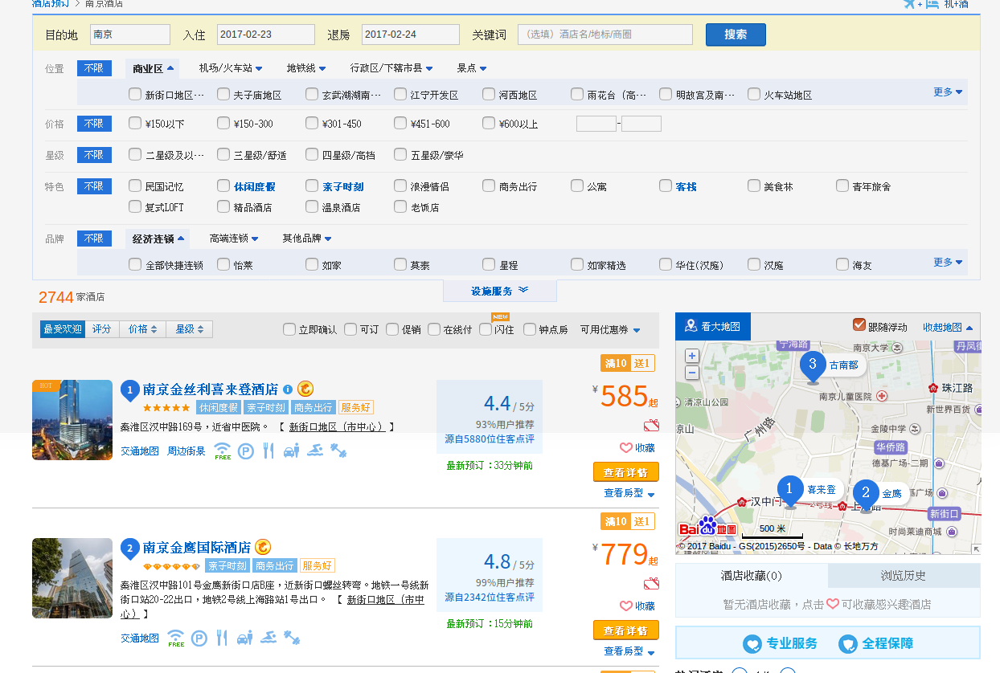 酒店预订 > 南京酒店
机+酒
目的地 南京 入住 2017-02-23 退房 2017-02-24 关键词 （选填）酒店名/地标/商圈 搜索
位置 不限 商业区 机场/火车站 地铁线 行政区/下辖市县 景点
新街口地区… 夫子庙地区 玄武湖湖南… 江宁开发区 河西地区 雨花台（高… 明故宫及南… 火车站地区 更多
价格 不限 ¥150以下 ¥150-300 ¥301-450 ¥451-600 ¥600以上 -
星级 不限 二星级及以… 三星级/舒适 四星级/高档 五星级/豪华
特色 不限 民国记忆 休闲度假 亲子时刻 浪漫情侣 商务出行 公寓 客栈 美食林 青年旅舍
复式LOFT 精品酒店 温泉酒店 老饭店
品牌 不限 经济连锁 高端连锁 其他品牌
全部快捷连锁 怡莱 如家 莫泰 星程 如家精选 华住(汉庭) 汉庭 海友 更多
设施服务
2744家酒店
最受欢迎 评分 价格 星级 立即确认 可订 促销 在线付 闪住 NEW 钟点房 可用优惠券
HOT
1 南京金丝利喜来登酒店
休闲度假 亲子时刻 商务出行 服务好
秦淮区汉中路169号，近省中医院。 【 新街口地区（市中心） 】
交通地图 周边街景 FREE P
4.4 / 5分
93%用户推荐
源自5880位住客点评
最新预订：33分钟前
满10 送1
¥585起
收藏
查看详情
查看房型
2 南京金鹰国际酒店
亲子时刻 商务出行 服务好
秦淮区汉中路101号金鹰新街口店B座，近新街口螺丝转弯。地铁一号线新
街口站20-22出口，地铁2号线上海路站1号出口。 【 新街口地区（市中
心） 】
交通地图 FREE P
4.8 / 5分
99%用户推荐
源自2342位住客点评
最新预订：15分钟前
满10 送1
¥779起
收藏
查看详情
查看房型
看大地图 跟随浮动 收起地图
宁海路 南京大学 丹凤街
3 古南都
清凉山公园 南京儿童医院 珠江路
新世界百货
凉山 广州路 金陵中学
华侨路
德基广场-二期
1 喜来登 2 金鹰 广场
汉中门 2号线 上海路 新街口
时尚莱迪商城
Bai du 地图 500 米
© 2017 Baidu - GS(2015)2650号 - Data © 长地万方
酒店收藏(0) 浏览历史
暂无酒店收藏，点击 可收藏感兴趣酒店
专业服务 全程保障